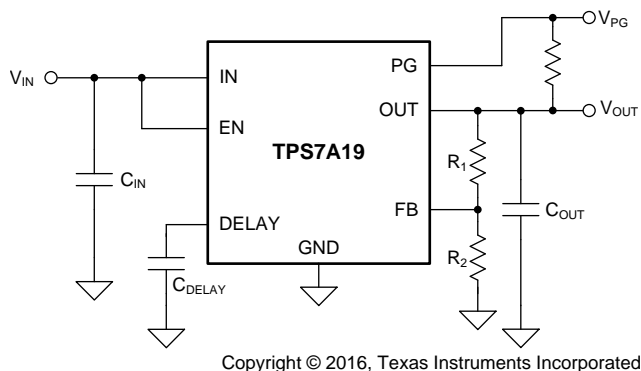 V_PG
PG
V_IN
IN
OUT
V_OUT
EN
TPS7A19
R_1
C_IN
FB
C_OUT
DELAY
GND
R_2
C_DELAY
Copyright © 2016, Texas Instruments Incorporated